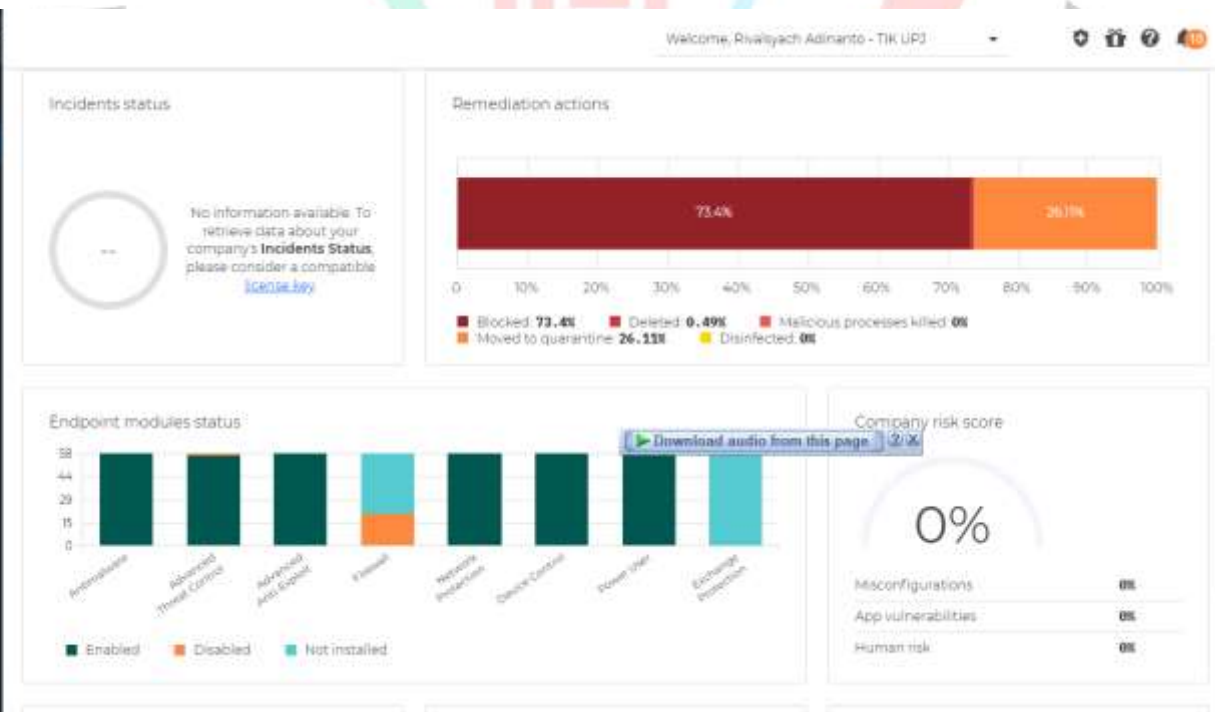 Welcome, Rivalsyach Adinanto - TIK UPJ
Incidents status
--
No information available. To
retrieve data about your
company's Incidents Status,
please consider a compatible
license key.
Remediation actions
73.4%
26.11%
0 10% 20% 30% 40% 50% 60% 70% 80% 90% 100%
Blocked: 73.4% Deleted: 0.49% Malicious processes killed: 0%
Moved to quarantine: 26.11% Disinfected: 0%
Endpoint modules status
58
44
29
15
0
Antimalware
Advanced
Threat Control
Advanced
Anti Exploit
Firewall
Network
Protection
Device Control
Power User
Exchange
Protection
Enabled Disabled Not installed
Download audio from this page ? X
Company risk score
0%
Misconfigurations 0%
App vulnerabilities 0%
Human risk 0%